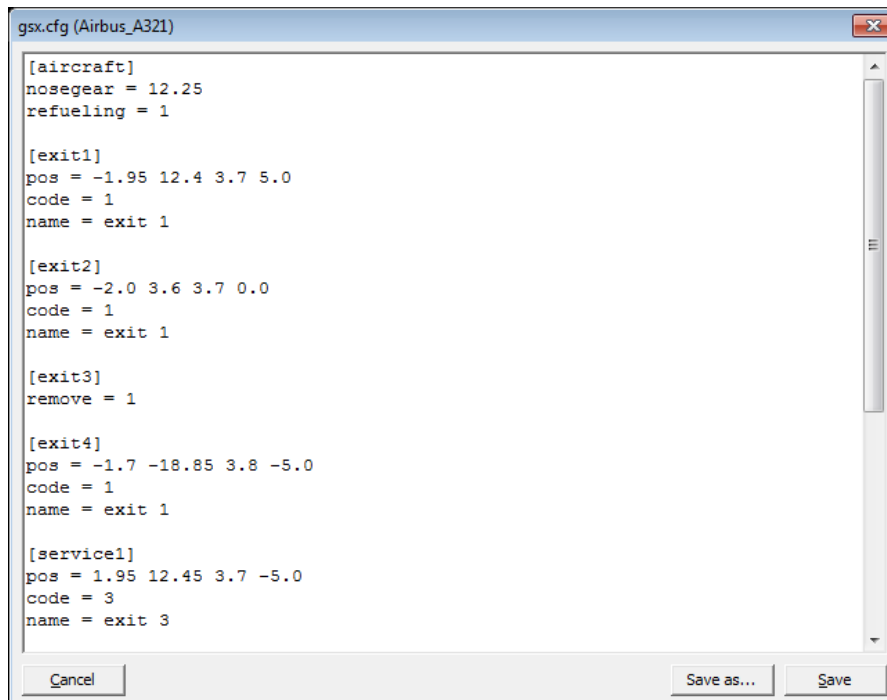 gsx.cfg (Airbus_A321)
[aircraft]
nosegear = 12.25
refueling = 1
[exit1]
pos = -1.95 12.4 3.7 5.0
code = 1
name = exit 1
[exit2]
pos = -2.0 3.6 3.7 0.0
code = 1
name = exit 1
[exit3]
remove = 1
[exit4]
pos = -1.7 -18.85 3.8 -5.0
code = 1
name = exit 1
[service1]
pos = 1.95 12.45 3.7 -5.0
code = 3
name = exit 3
Cancel Save as... Save